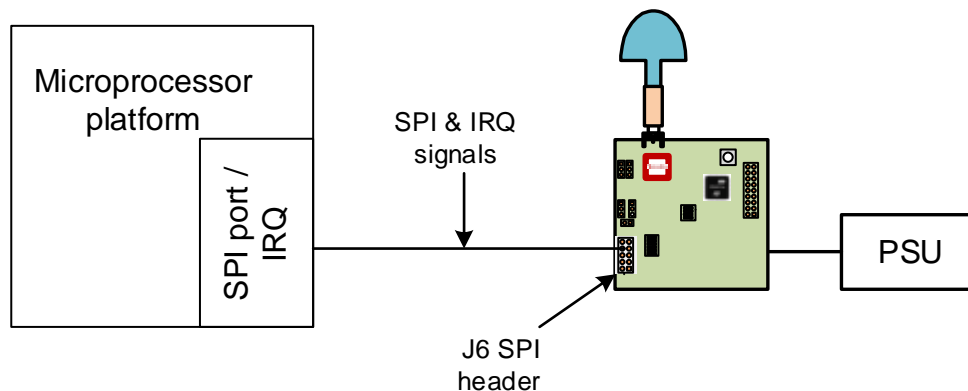 Microprocessor
platform
SPI port /
IRQ
SPI & IRQ
signals
J6 SPI
header
PSU